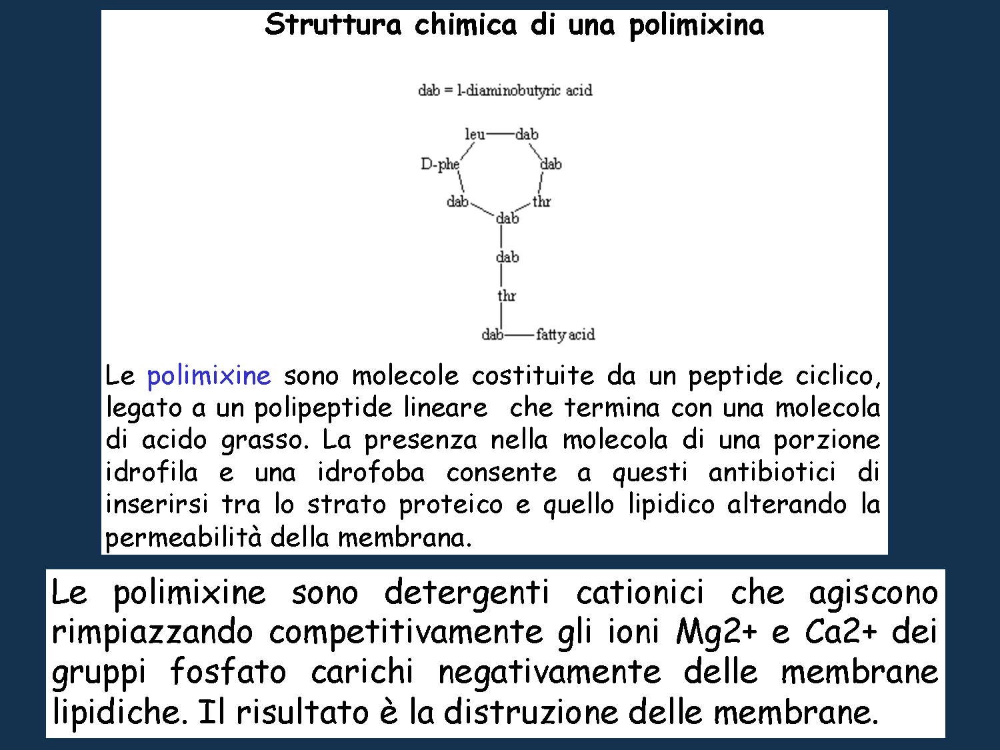 Struttura chimica di una polimixina
dab = l-diaminobutyric acid
leu dab
D-phe dab
dab thr
dab
dab
thr
dab fatty acid
Le polimixine sono molecole costituite da un peptide ciclico,
legato a un polipeptide lineare che termina con una molecola
di acido grasso. La presenza nella molecola di una porzione
idrofila e una idrofoba consente a questi antibiotici di
inserirsi tra lo strato proteico e quello lipidico alterando la
permeabilità della membrana.
Le polimixine sono detergenti cationici che agiscono
rimpiazzando competitivamente gli ioni Mg2+ e Ca2+ dei
gruppi fosfato carichi negativamente delle membrane
lipidiche. Il risultato è la distruzione delle membrane.